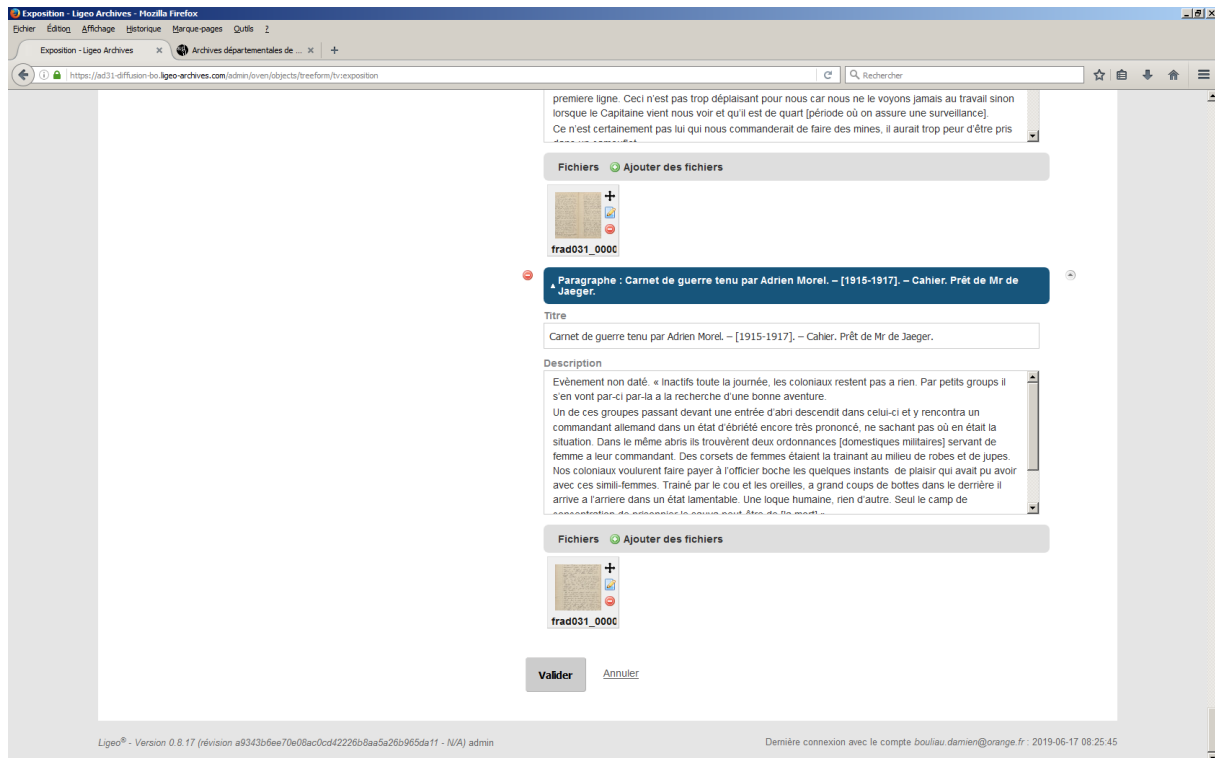 Exposition - Ligeo Archives - Mozilla Firefox
Fichier Édition Affichage Historique Marque-pages Outils ?
Exposition - Ligeo Archives × Archives départementales de ... × +
https://ad31-diffusion-bo.ligeo-archives.com/admin/oven/objects/treeform/tv:exposition Rechercher
premiere ligne. Ceci n'est pas trop déplaisant pour nous car nous ne le voyons jamais au travail sinon
lorsque le Capitaine vient nous voir et qu'il est de quart [période où on assure une surveillance].
Ce n'est certainement pas lui qui nous commanderait de faire des mines, il aurait trop peur d'être pris
dans un camouflet
Fichiers Ajouter des fichiers
frad031_0000
Paragraphe : Carnet de guerre tenu par Adrien Morel. – [1915-1917]. – Cahier. Prêt de Mr de
Jaeger.
Titre
Carnet de guerre tenu par Adrien Morel. – [1915-1917]. – Cahier. Prêt de Mr de Jaeger.
Description
Evènement non daté. « Inactifs toute la journée, les coloniaux restent pas a rien. Par petits groups il
s'en vont par-ci par-la a la recherche d'une bonne aventure.
Un de ces groupes passant devant une entrée d'abri descendit dans celui-ci et y rencontra un
commandant allemand dans un état d'ébriété encore très prononcé, ne sachant pas où en était la
situation. Dans le même abris ils trouvèrent deux ordonnances [domestiques militaires] servant de
femme a leur commandant. Des corsets de femmes étaient la trainant au milieu de robes et de jupes.
Nos coloniaux voulurent faire payer à l'officier boche les quelques instants de plaisir qui avait pu avoir
avec ces simili-femmes. Trainé par le cou et les oreilles, a grand coups de bottes dans le derrière il
arrive a l'arriere dans un état lamentable. Une loque humaine, rien d'autre. Seul le camp de
concentration de prisonnier le sauva peut-être de [la mort] »
Fichiers Ajouter des fichiers
frad031_0000
Valider Annuler
Ligeo® - Version 0.8.17 (révision a9343b6ee70e08ac0cd42226b8aa5a26b965da11 - N/A) admin Dernière connexion avec le compte bouliau.damien@orange.fr : 2019-06-17 08:25:45